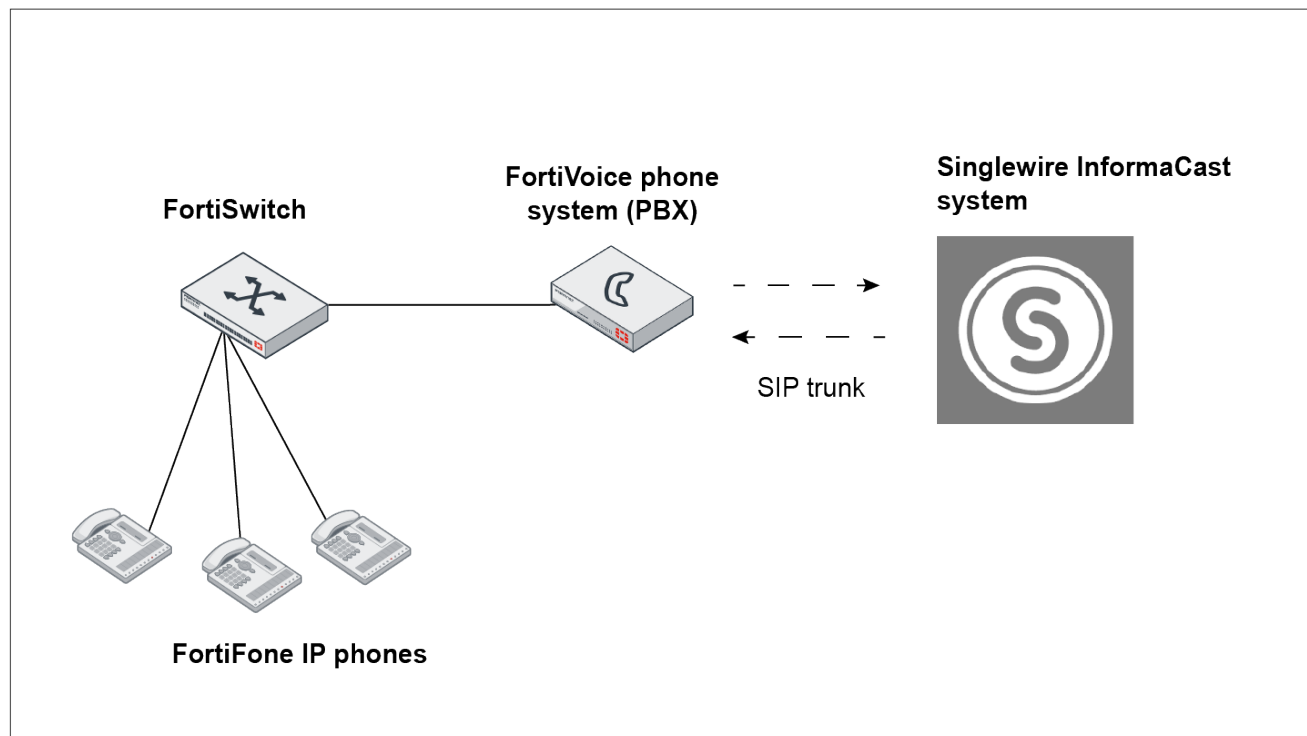 FortiSwitch
FortiVoice phone
system (PBX)
Singlewire InformaCast
system
SIP trunk
FortiFone IP phones